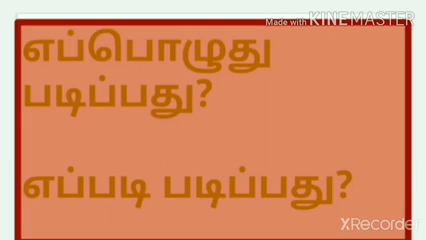 Made with KINEMASTER
எப்பொழுது
படிப்பது?
எப்படி படிப்பது?
XRecorder